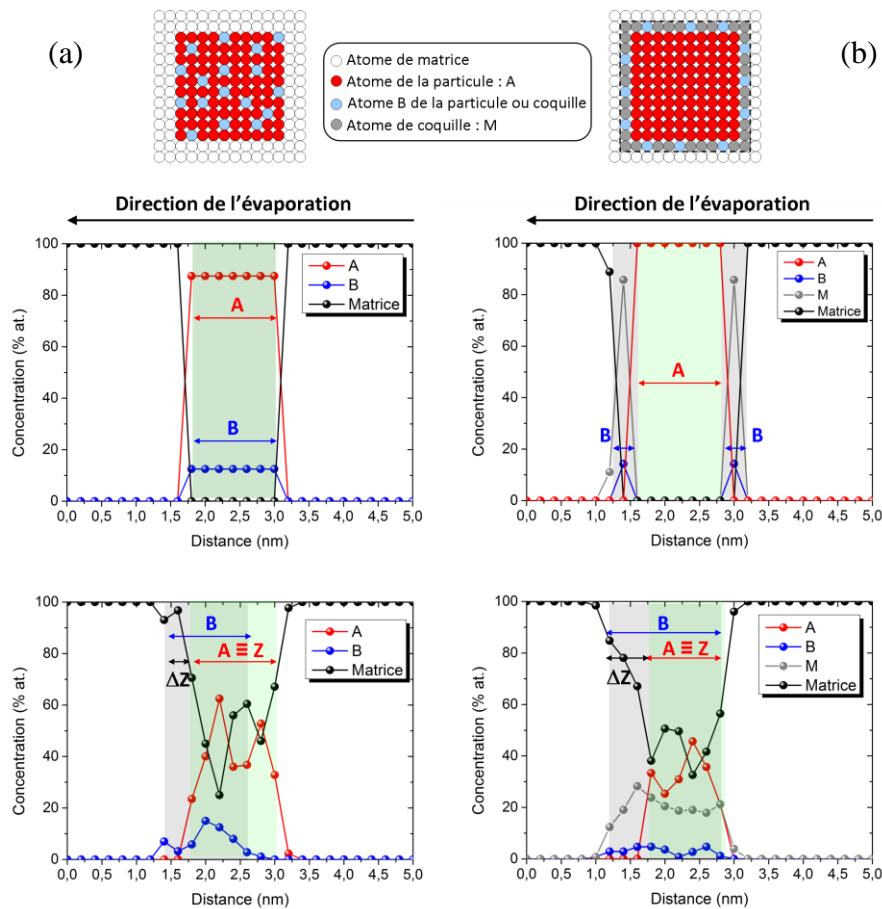 (a)
Atome de matrice
Atome de la particule : A
Atome B de la particule ou coquille
Atome de coquille : M
(b)
Direction de l'évaporation
Direction de l'évaporation
100
80
60
40
20
0
Concentration (% at.)
A
B
Matrice
A
B
0,0 0,5 1,0 1,5 2,0 2,5 3,0 3,5 4,0 4,5 5,0
Distance (nm)
100
80
60
40
20
0
Concentration (% at.)
A
B
M
Matrice
A
B
B
0,0 0,5 1,0 1,5 2,0 2,5 3,0 3,5 4,0 4,5 5,0
Distance (nm)
100
80
60
40
20
0
Concentration (% at.)
A
B
Matrice
B
A ≡ Z
ΔZ
0,0 0,5 1,0 1,5 2,0 2,5 3,0 3,5 4,0 4,5 5,0
Distance (nm)
100
80
60
40
20
0
Concentration (% at.)
A
B
M
Matrice
B
A ≡ Z
ΔZ
0,0 0,5 1,0 1,5 2,0 2,5 3,0 3,5 4,0 4,5 5,0
Distance (nm)